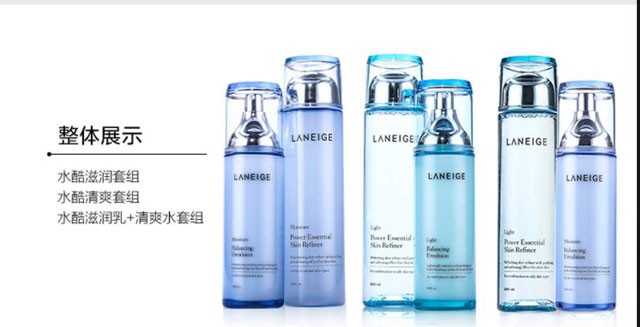 整体展示
水酷滋润套组
水酷清爽套组
水酷滋润乳+清爽水套组
LANEIGE
Moisture
Balancing
Emulsion
LANEIGE
Moisture
Power Essential
Skin Refiner
LANEIGE
Light
Power Essential
Skin Refiner
LANEIGE
Light
Balancing
Emulsion
LANEIGE
Light
Power Essential
Skin Refiner
LANEIGE
Moisture
Balancing
Emulsion